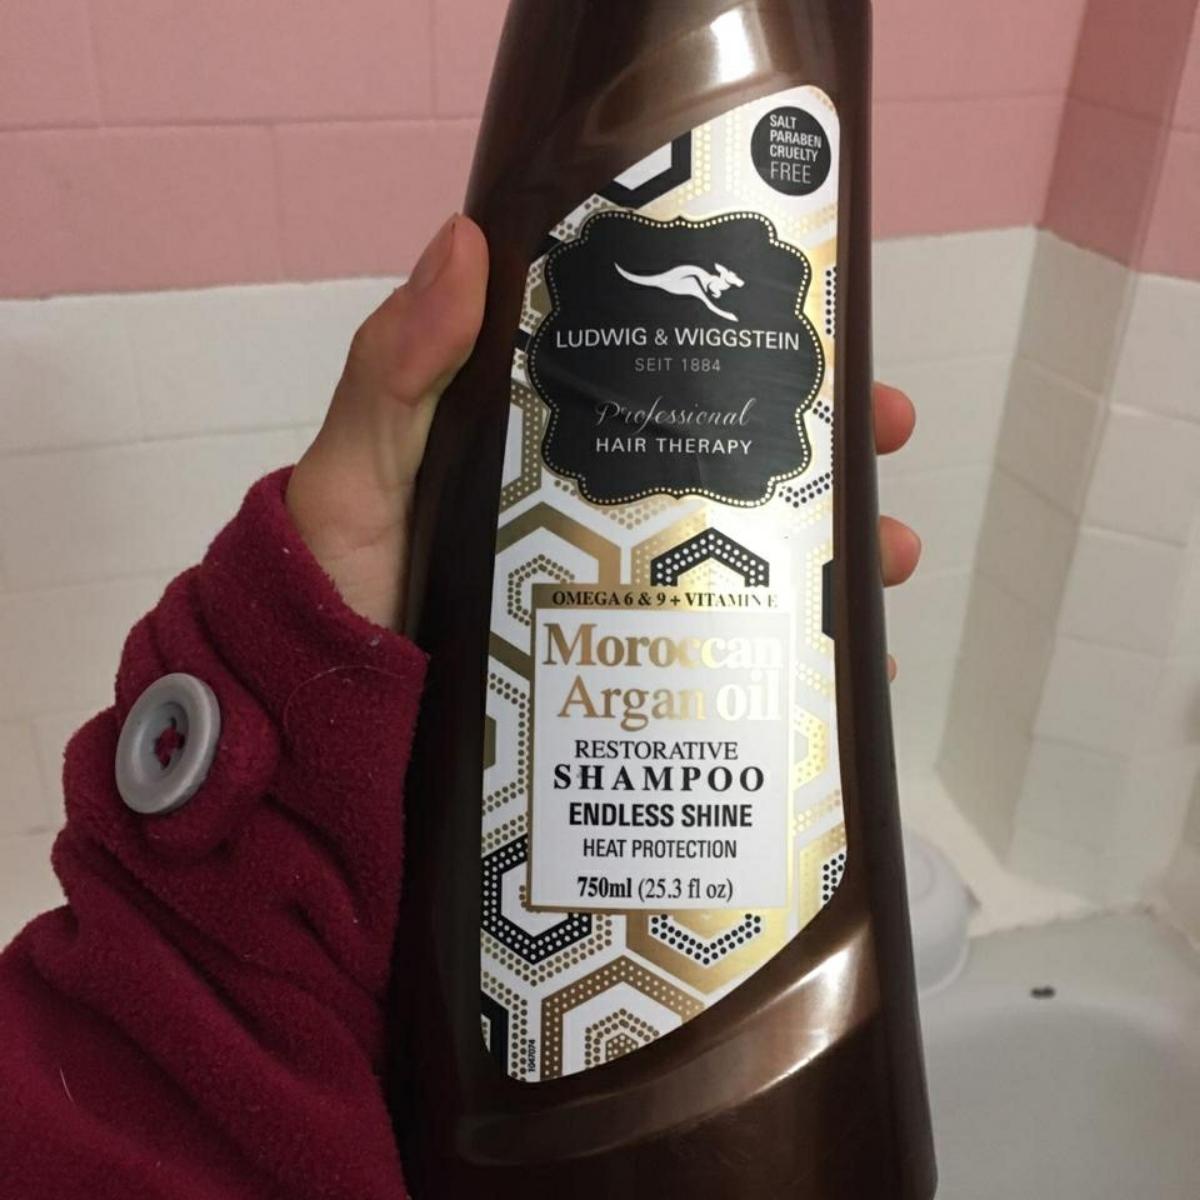 SALT
PARABEN
CRUELTY
FREE
LUDWIG & WIGGSTEIN
SEIT 1884
Professional
HAIR THERAPY
OMEGA 6 & 9 + VITAMIN E
Moroccan
Argan oil
RESTORATIVE
SHAMPOO
ENDLESS SHINE
HEAT PROTECTION
750ml (25.3 fl oz)
1047074